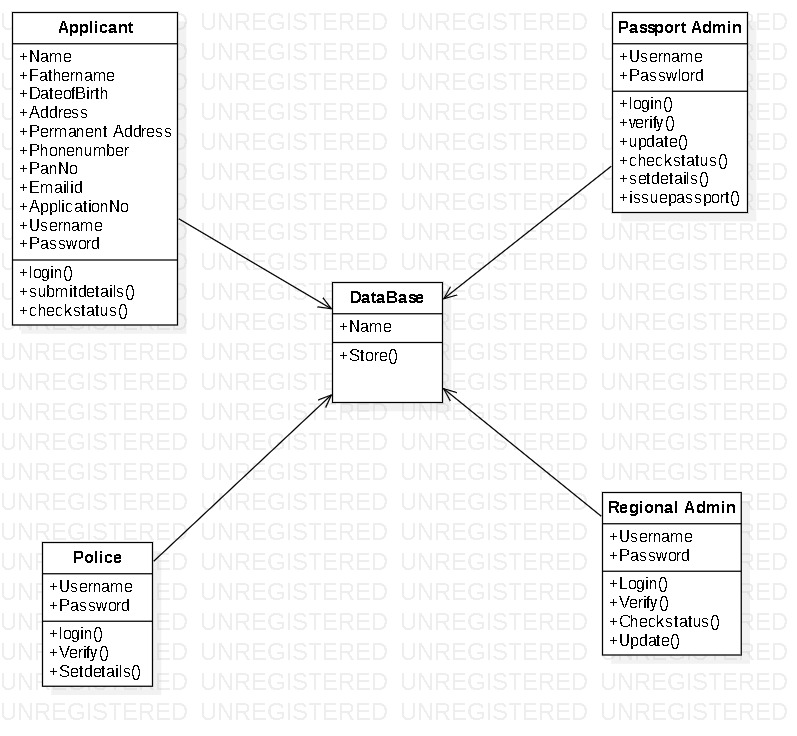 Applicant
+Name
+Fathername
+DateofBirth
+Address
+Permanent Address
+Phonenumber
+PanNo
+Emailid
+ApplicationNo
+Username
+Password
+login()
+submitdetails()
+checkstatus()
Passport Admin
+Username
+Passwlord
+login()
+verify()
+update()
+checkstatus()
+setdetails()
+issuepassport()
DataBase
+Name
+Store()
Police
+Username
+Password
+login()
+Verify()
+Setdetails()
Regional Admin
+Username
+Password
+Login()
+Verify()
+Checkstatus()
+Update()
UNREGISTERED